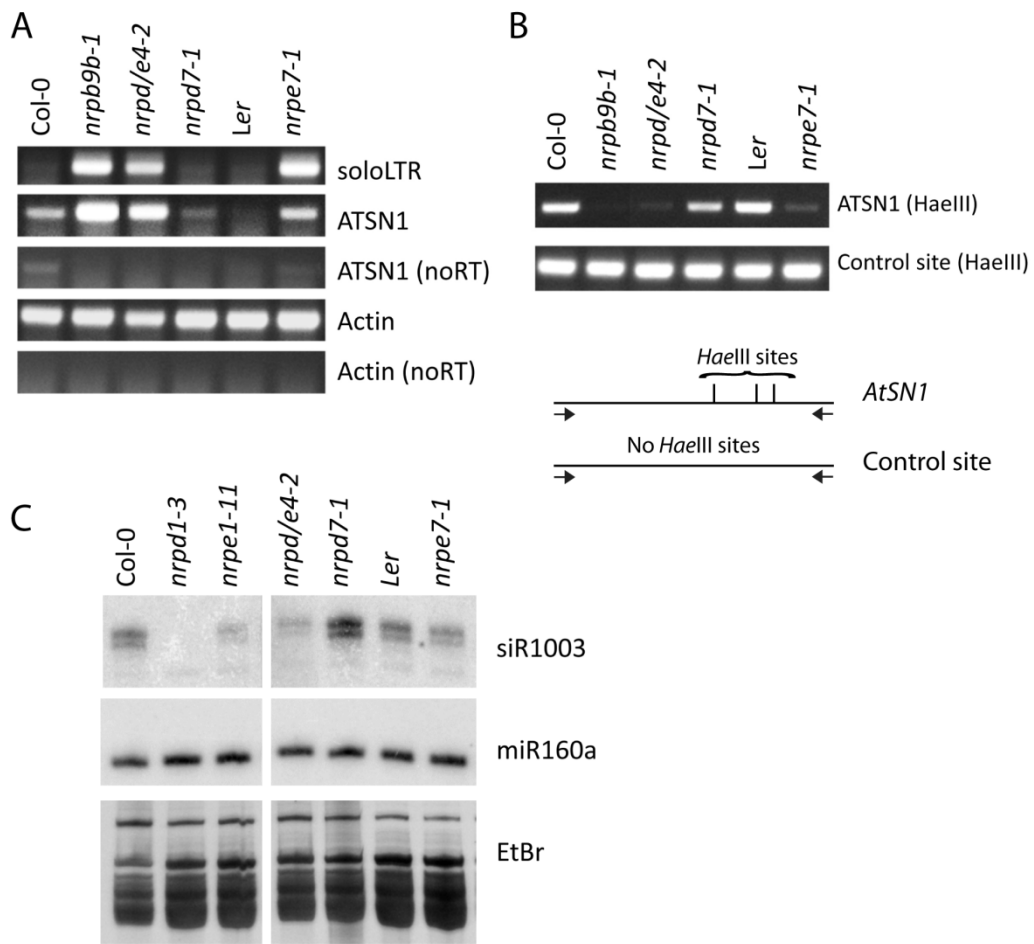 A
Col-0 nrpb9b-1 nrpd/e4-2 nrpd7-1 Ler nrpe7-1
soloLTR
ATSN1
ATSN1 (noRT)
Actin
Actin (noRT)
B
Col-0 nrpb9b-1 nrpd/e4-2 nrpd7-1 Ler nrpe7-1
ATSN1 (HaeIII)
Control site (HaeIII)
HaeIII sites
AtSN1
No HaeIII sites
Control site
C
Col-0 nrpd1-3 nrpe1-11 nrpd/e4-2 nrpd7-1 Ler nrpe7-1
siR1003
miR160a
EtBr